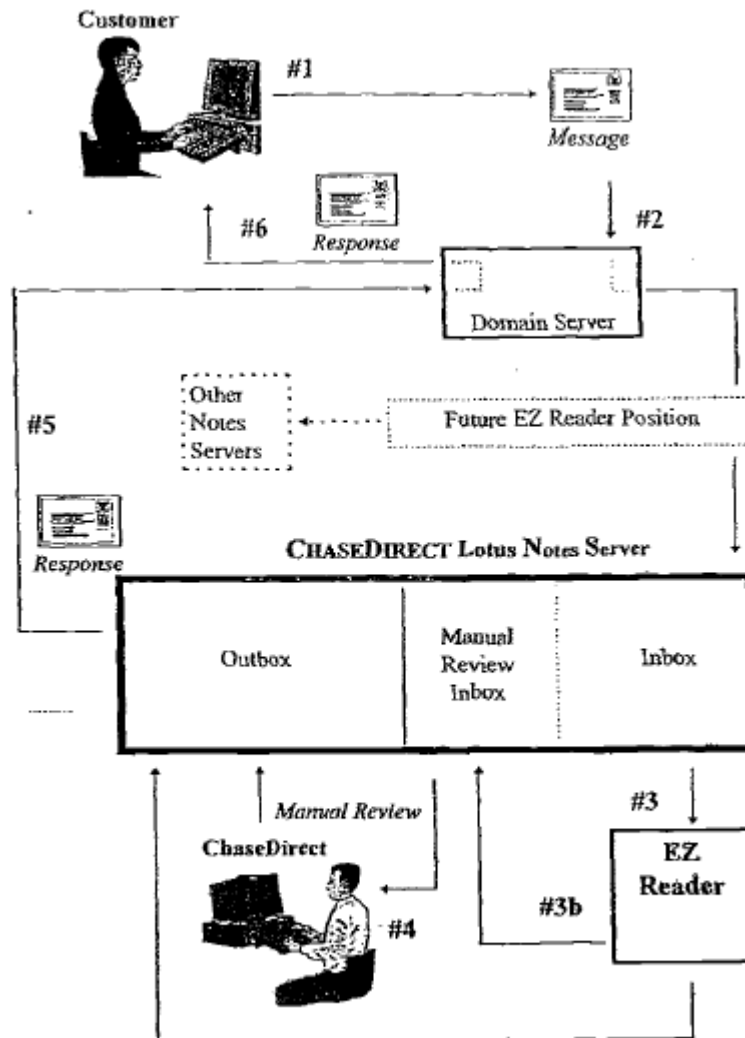 Customer
#1
Message
#2
#6
Response
Domain Server
Other
Notes
Servers
Future EZ Reader Position
#5
Response
CHASEDIRECT Lotus Notes Server
Outbox
Manual
Review
Inbox
Inbox
Manual Review
#3
ChaseDirect
EZ
Reader
#3b
#4